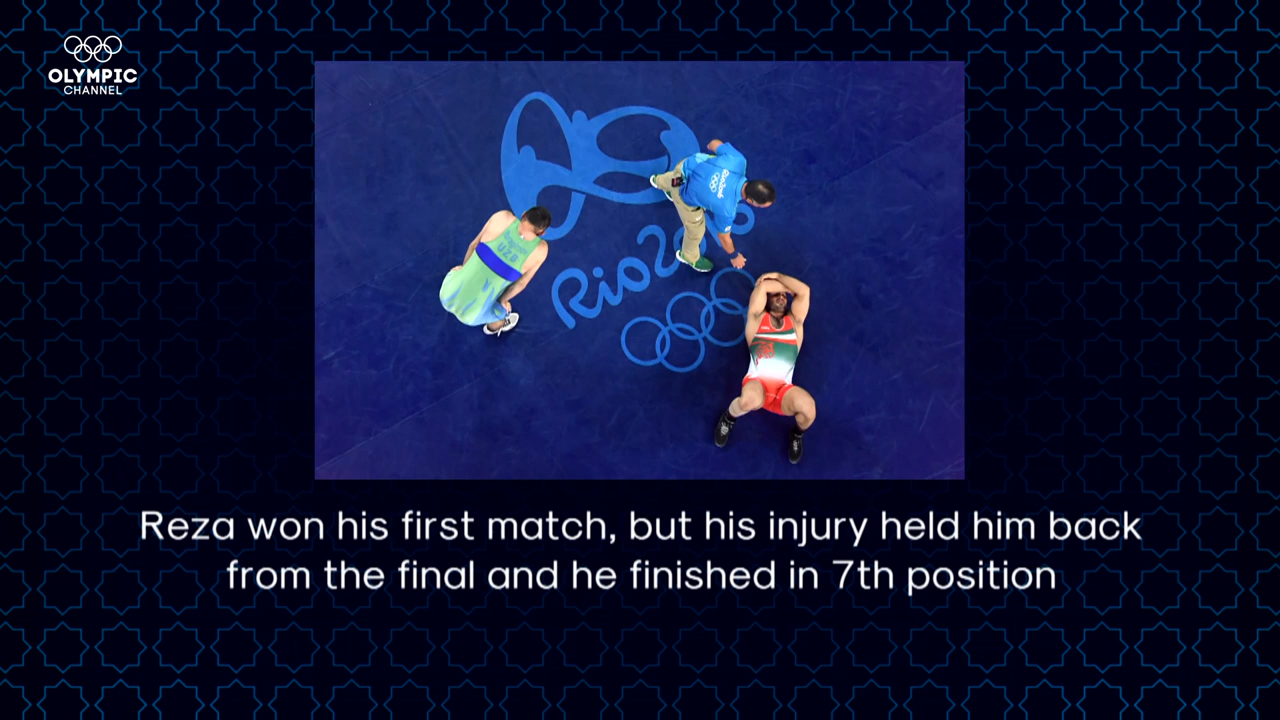 OLYMPIC
CHANNEL
UZB
Rio2016
Reza won his first match, but his injury held him back
from the final and he finished in 7th position